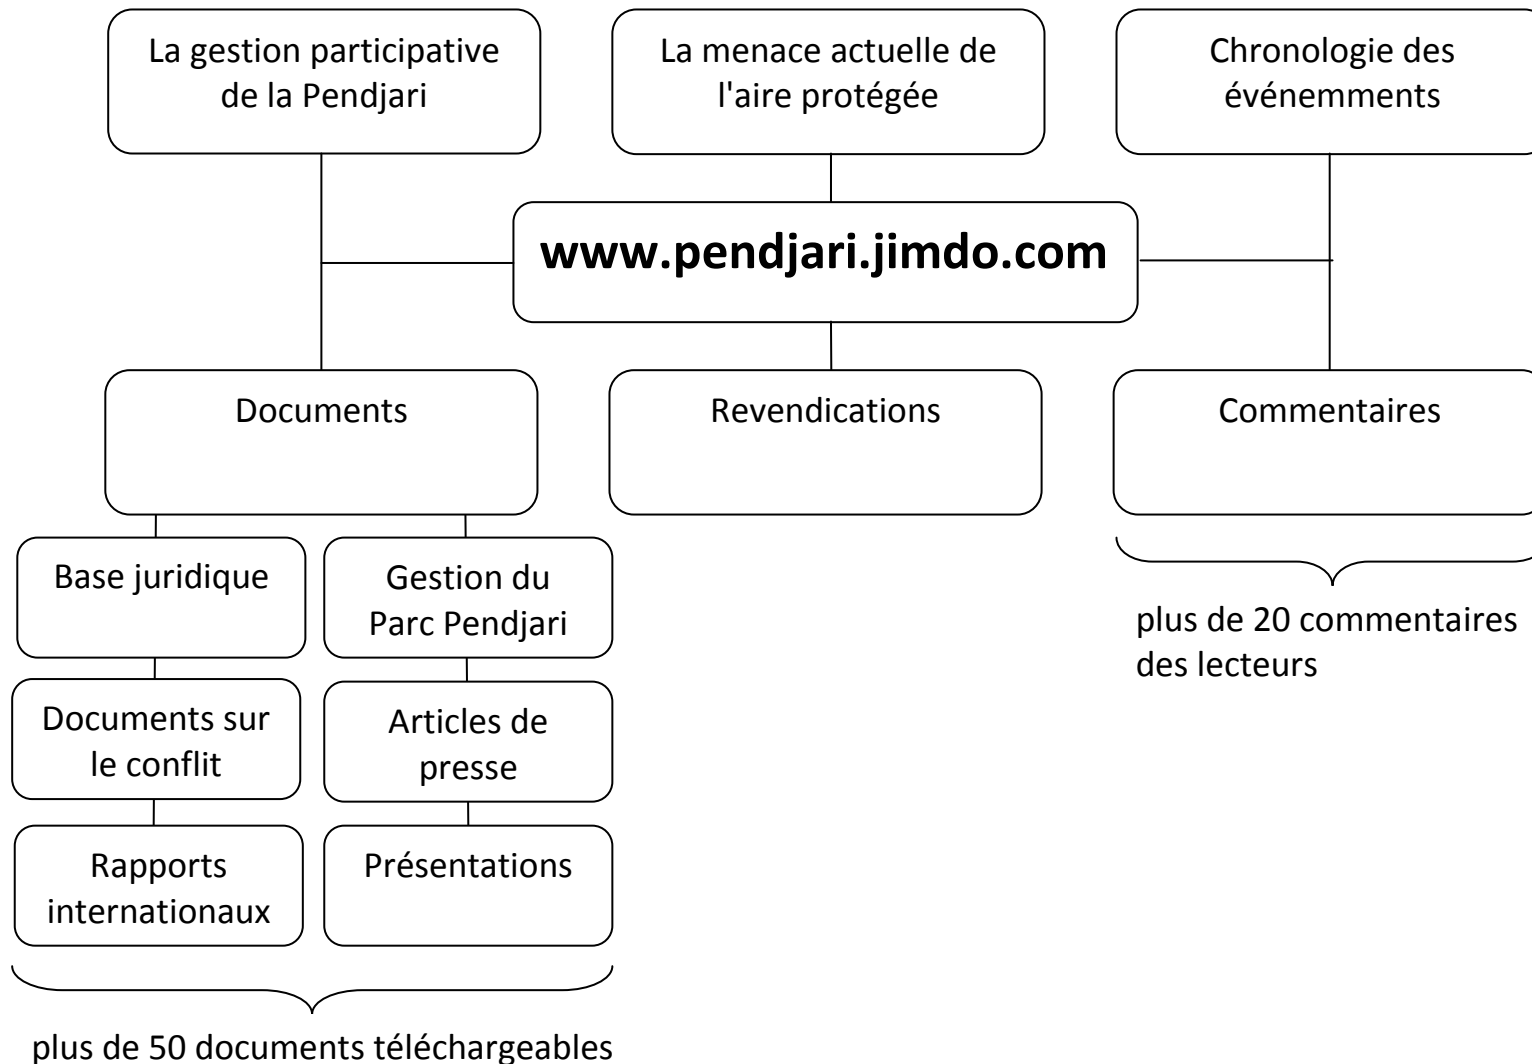 La gestion participative
de la Pendjari
La menace actuelle de
l'aire protégée
Chronologie des
événemments
www.pendjari.jimdo.com
Documents
Revendications
Commentaires
Base juridique
Gestion du
Parc Pendjari
plus de 20 commentaires
des lecteurs
Documents sur
le conflit
Articles de
presse
Rapports
internationaux
Présentations
plus de 50 documents téléchargeables